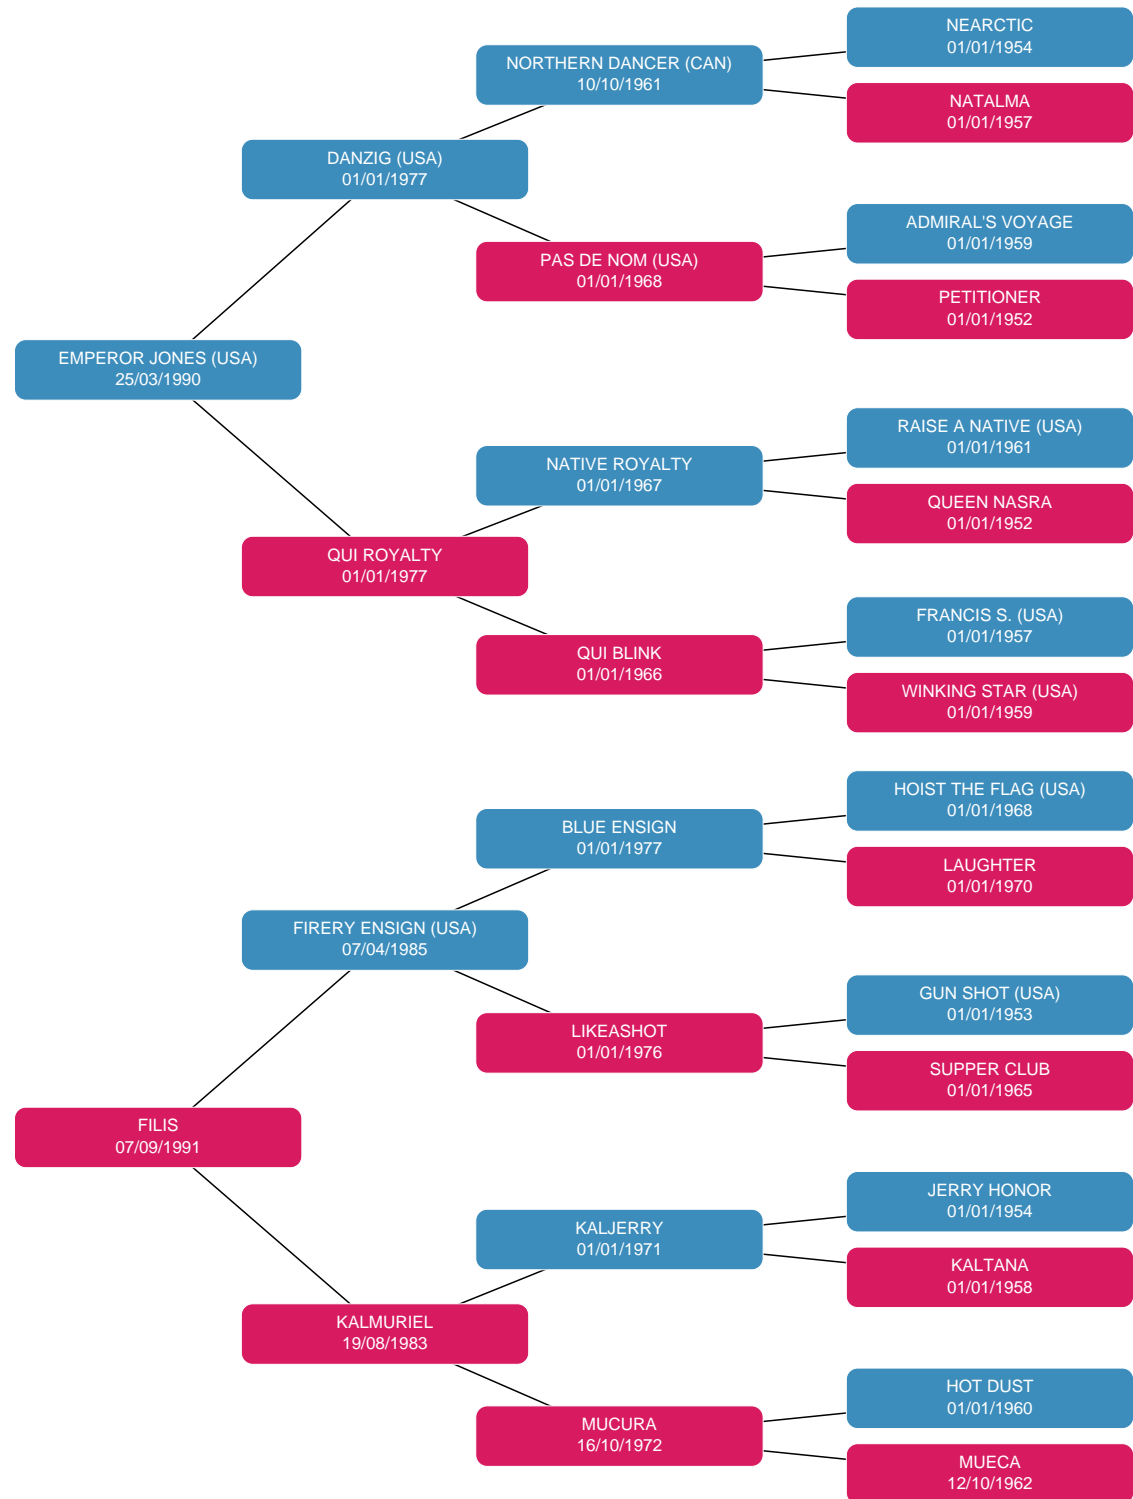 NEARCTIC
01/01/1954
NORTHERN DANCER (CAN)
10/10/1961
NATALMA
01/01/1957
DANZIG (USA)
01/01/1977
ADMIRAL'S VOYAGE
01/01/1959
PAS DE NOM (USA)
01/01/1968
PETITIONER
01/01/1952
EMPEROR JONES (USA)
25/03/1990
RAISE A NATIVE (USA)
01/01/1961
NATIVE ROYALTY
01/01/1967
QUEEN NASRA
01/01/1952
QUI ROYALTY
01/01/1977
FRANCIS S. (USA)
01/01/1957
QUI BLINK
01/01/1966
WINKING STAR (USA)
01/01/1959
HOIST THE FLAG (USA)
01/01/1968
BLUE ENSIGN
01/01/1977
LAUGHTER
01/01/1970
FIRERY ENSIGN (USA)
07/04/1985
GUN SHOT (USA)
01/01/1953
LIKEASHOT
01/01/1976
SUPPER CLUB
01/01/1965
FILIS
07/09/1991
JERRY HONOR
01/01/1954
KALJERRY
01/01/1971
KALTANA
01/01/1958
KALMURIEL
19/08/1983
HOT DUST
01/01/1960
MUCURA
16/10/1972
MUECA
12/10/1962